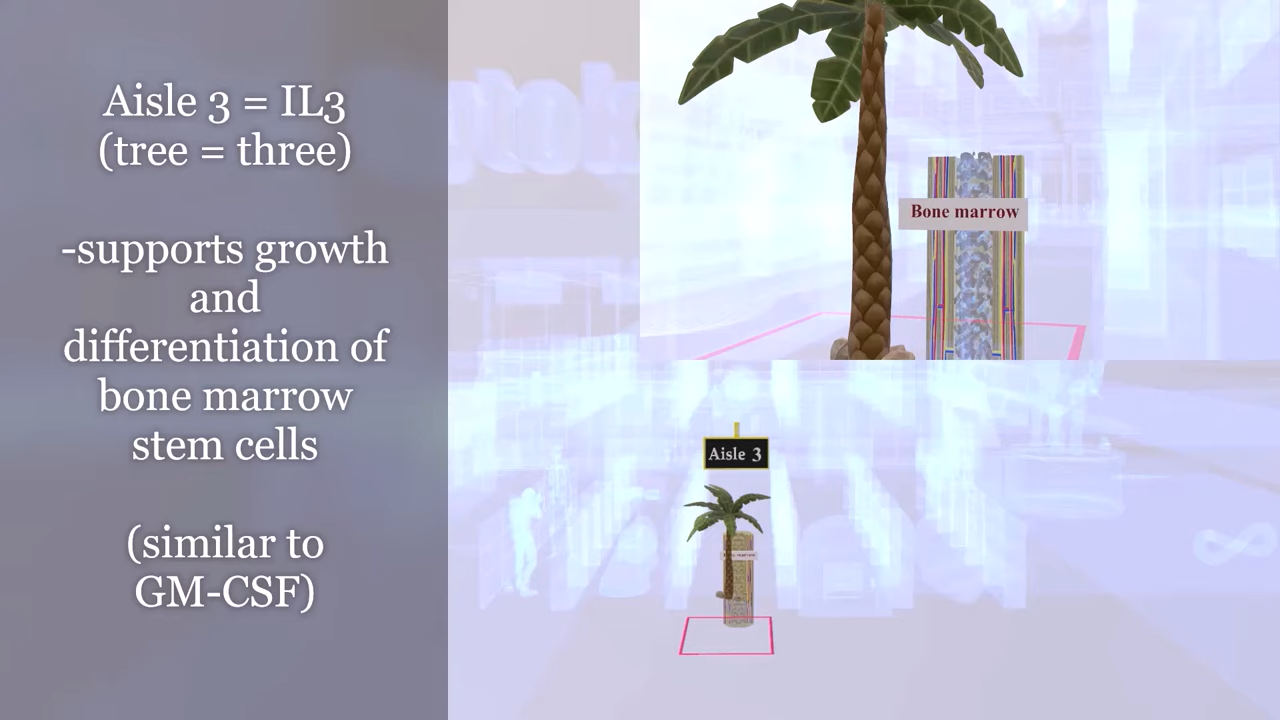 Aisle 3 = IL3
(tree = three)
-supports growth
and
differentiation of
bone marrow
stem cells
(similar to
GM-CSF)
Bone marrow
Aisle 3